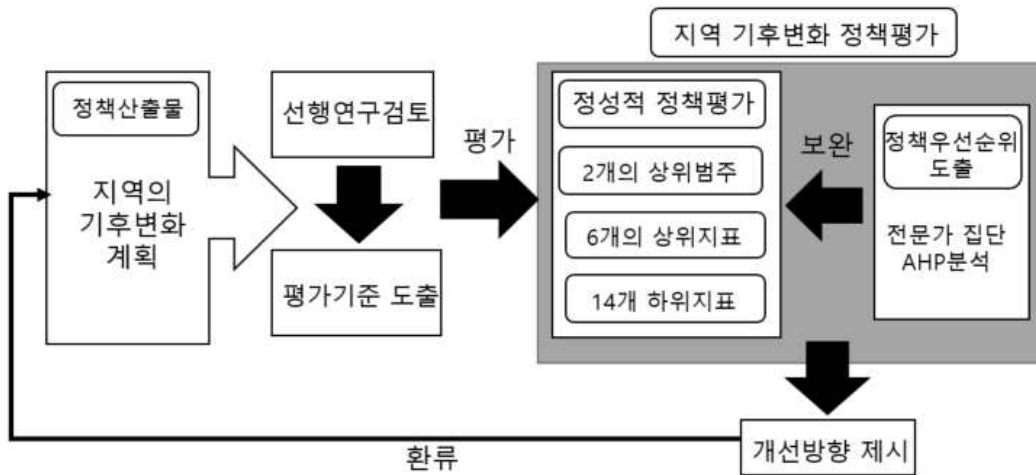 지역 기후변화 정책평가
정책산출물
지역의
기후변화
계획
선행연구검토
평가기준 도출
평가
정성적 정책평가
2개의 상위범주
6개의 상위지표
14개 하위지표
보완
정책우선순위
도출
전문가 집단
AHP분석
개선방향 제시
환류